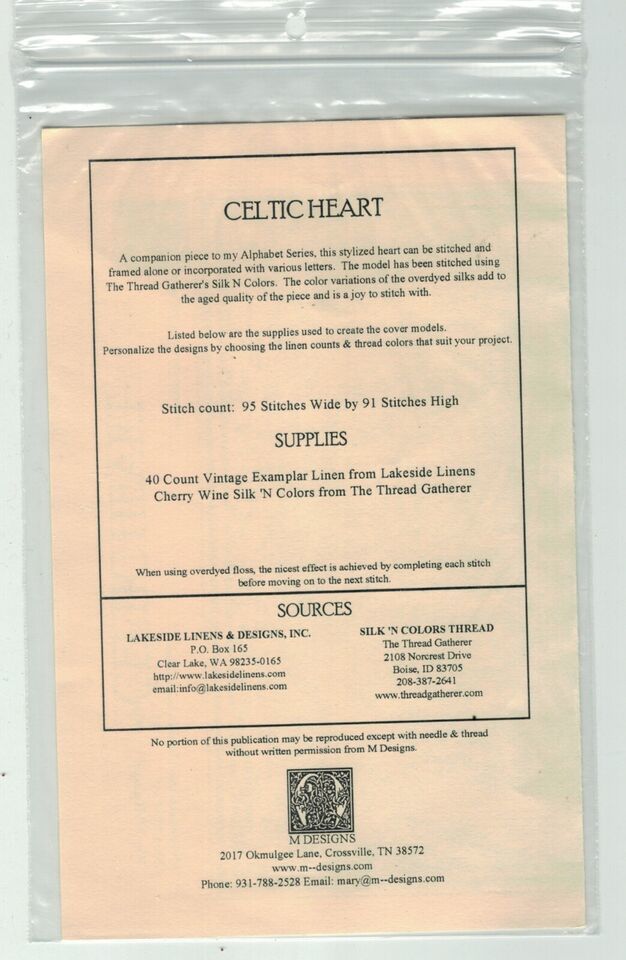 CELTIC HEART
A companion piece to my Alphabet Series, this stylized heart can be stitched and
framed alone or incorporated with various letters. The model has been stitched using
The Thread Gatherer's Silk N Colors. The color variations of the overdyed silks add to
the aged quality of the piece and is a joy to stitch with.
Listed below are the supplies used to create the cover models.
Personalize the designs by choosing the linen counts & thread colors that suit your project.
Stitch count: 95 Stitches Wide by 91 Stitches High
SUPPLIES
40 Count Vintage Examplar Linen from Lakeside Linens
Cherry Wine Silk 'N Colors from The Thread Gatherer
When using overdyed floss, the nicest effect is achieved by completing each stitch
before moving on to the next stitch.
SOURCES
LAKESIDE LINENS & DESIGNS, INC.
P.O. Box 165
Clear Lake, WA 98235-0165
http://www.lakesidelinens.com
email:info@lakesidelinens.com
SILK 'N COLORS THREAD
The Thread Gatherer
2108 Norcrest Drive
Boise, ID 83705
208-387-2641
www.threadgatherer.com
No portion of this publication may be reproduced except with needle & thread
without written permission from M Designs.
M DESIGNS
2017 Okmulgee Lane, Crossville, TN 38572
www.m--designs.com
Phone: 931-788-2528 Email: mary@m--designs.com